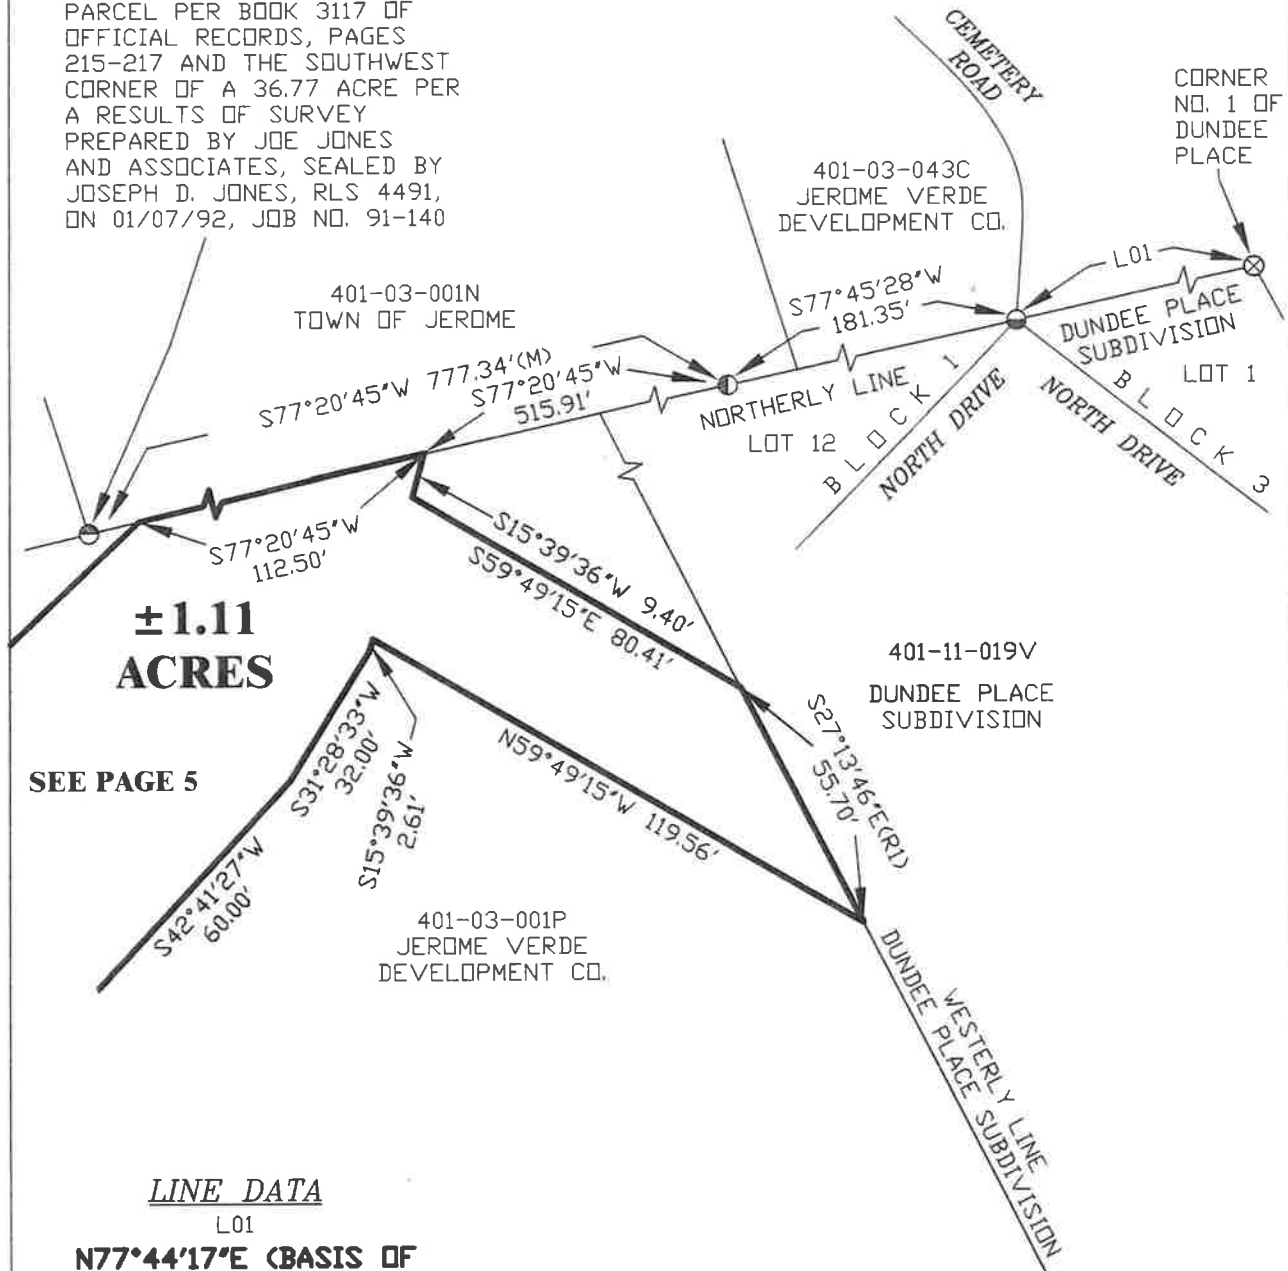 PARCEL PER BOOK 3117 OF
OFFICIAL RECORDS, PAGES
215-217 AND THE SOUTHWEST
CORNER OF A 36.77 ACRE PER
A RESULTS OF SURVEY
PREPARED BY JOE JONES
AND ASSOCIATES, SEALED BY
JOSEPH D. JONES, RLS 4491,
ON 01/07/92, JOB NO. 91-140
CEMETERY
ROAD
CORNER
NO. 1 OF
DUNDEE
PLACE
401-03-043C
JEROME VERDE
DEVELOPMENT CO.
L01
401-03-001N
TOWN OF JEROME
S77°45'28"W
181.35'
DUNDEE PLACE
SUBDIVISION
LOT 1
S77°20'45"W 777.34'(M)
S77°20'45"W
515.91'
NORTHERLY LINE
LOT 12
BLOCK 1
NORTH DRIVE
NORTH DRIVE
BLOCK 3
S77°20'45"W
112.50'
S15°39'36"W 9.40'
S59°49'15"E 80.41'
±1.11
ACRES
401-11-019V
DUNDEE PLACE
SUBDIVISION
S27°13'46"E(R1)
55.70'
SEE PAGE 5
S31°28'33"W
32.00'
S15°39'36"W
2.61'
N59°49'15"W 119.56'
S42°41'27"W
60.00'
401-03-001P
JEROME VERDE
DEVELOPMENT CO.
WESTERLY LINE
DUNDEE PLACE SUBDIVISION
LINE DATA
L01
N77°44'17"E (BASIS OF